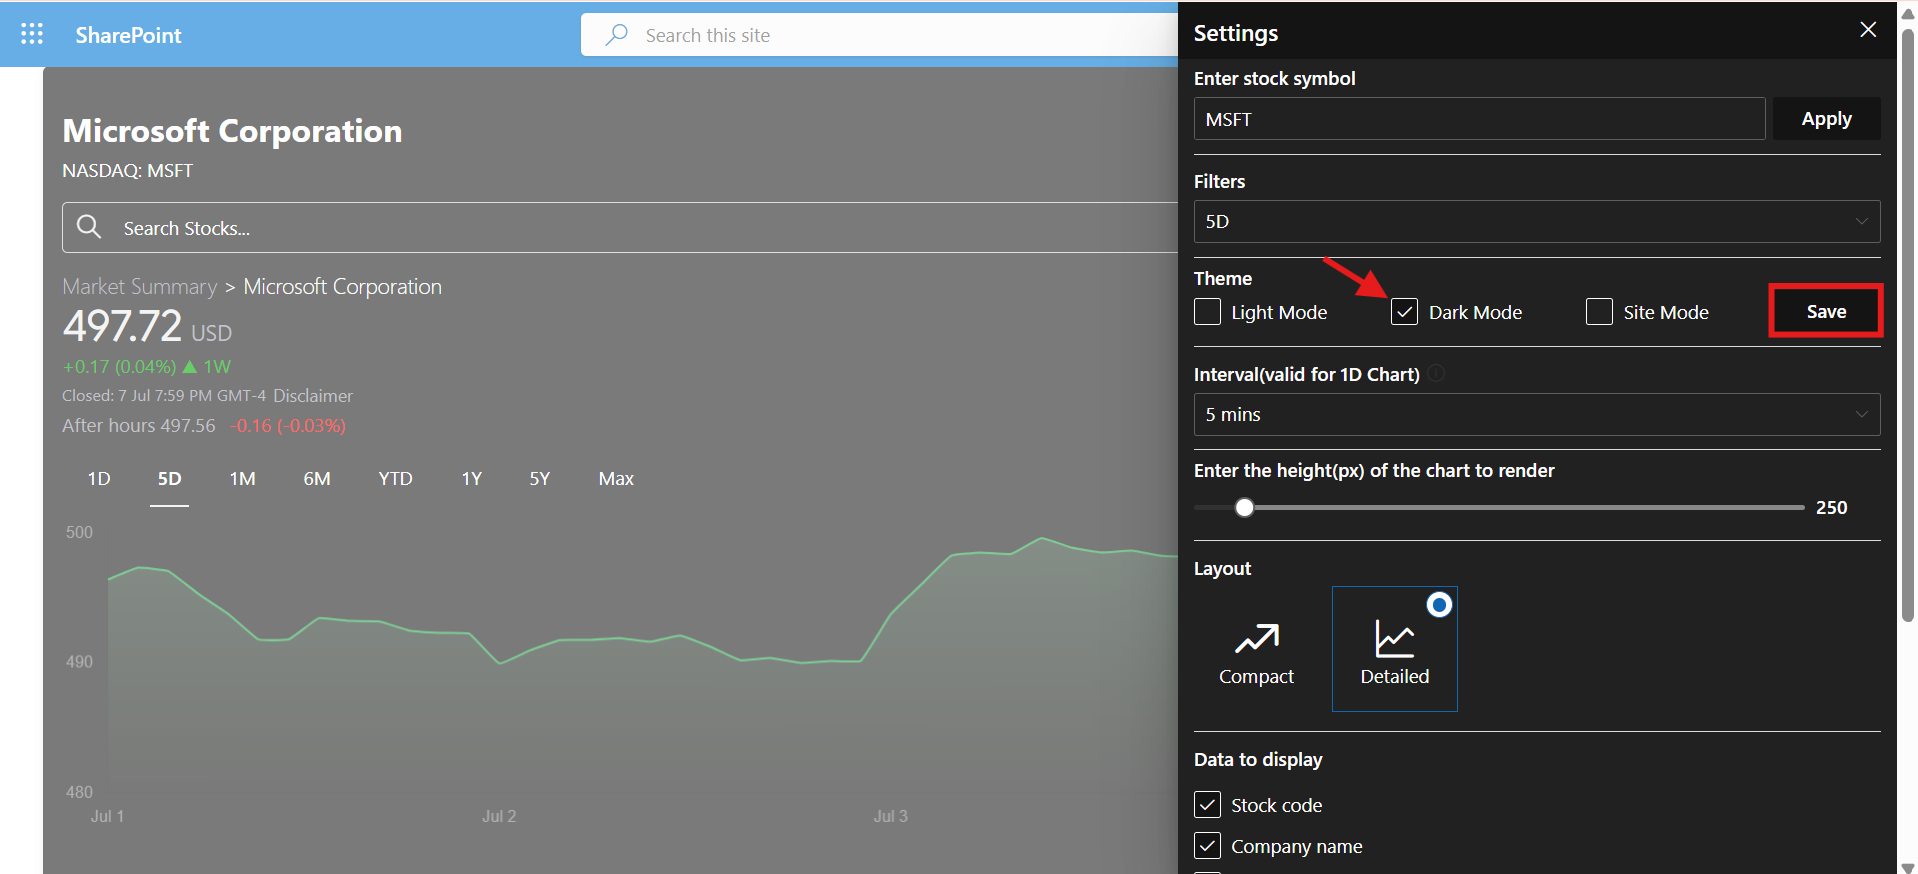 SharePoint
Search this site
Microsoft Corporation
NASDAQ: MSFT
Search Stocks...
Market Summary > Microsoft Corporation
497.72 USD
+0.17 (0.04%) ▲ 1W
Closed: 7 Jul 7:59 PM GMT-4 Disclaimer
After hours 497.56 -0.16 (-0.03%)
1D 5D 1M 6M YTD 1Y 5Y Max
500
490
480
Jul 1 Jul 2 Jul 3
Settings
Enter stock symbol
MSFT Apply
Filters
5D
Theme
Light Mode Dark Mode Site Mode Save
Interval(valid for 1D Chart)
5 mins
Enter the height(px) of the chart to render
250
Layout
Compact Detailed
Data to display
Stock code
Company name